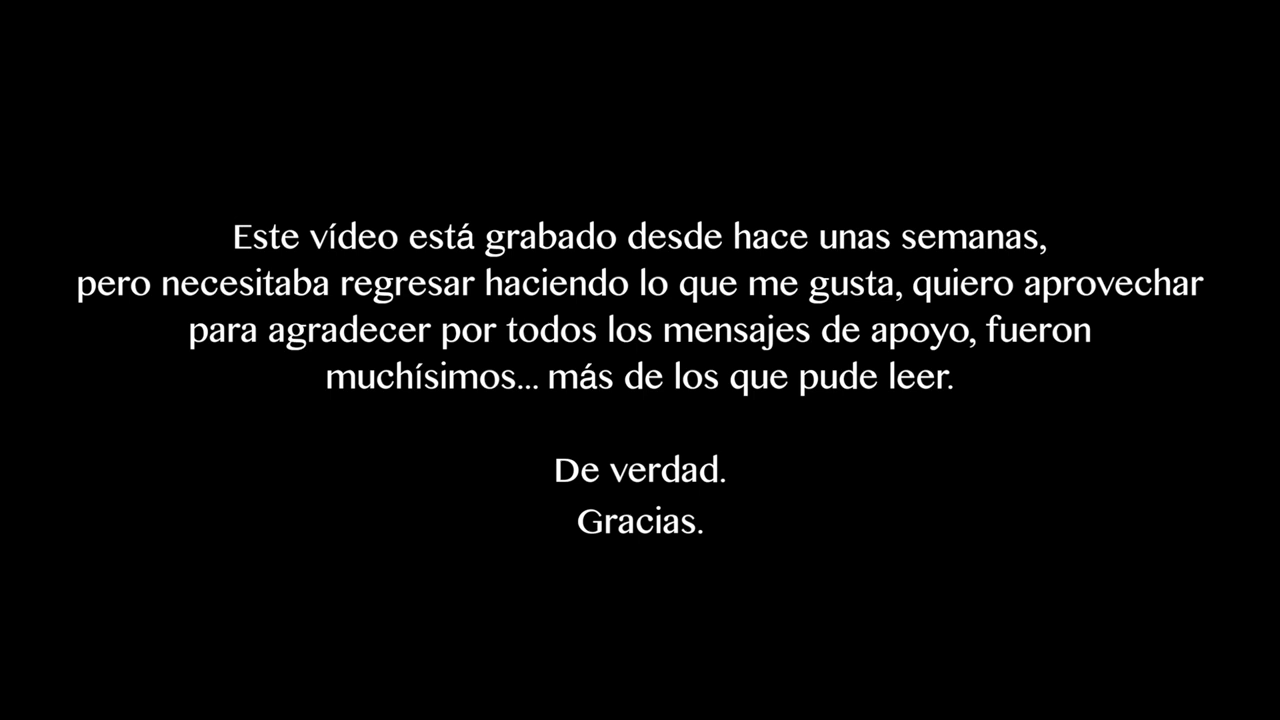 Este vídeo está grabado desde hace unas semanas,
pero necesitaba regresar haciendo lo que me gusta, quiero aprovechar
para agradecer por todos los mensajes de apoyo, fueron
muchísimos... más de los que pude leer.
De verdad.
Gracias.